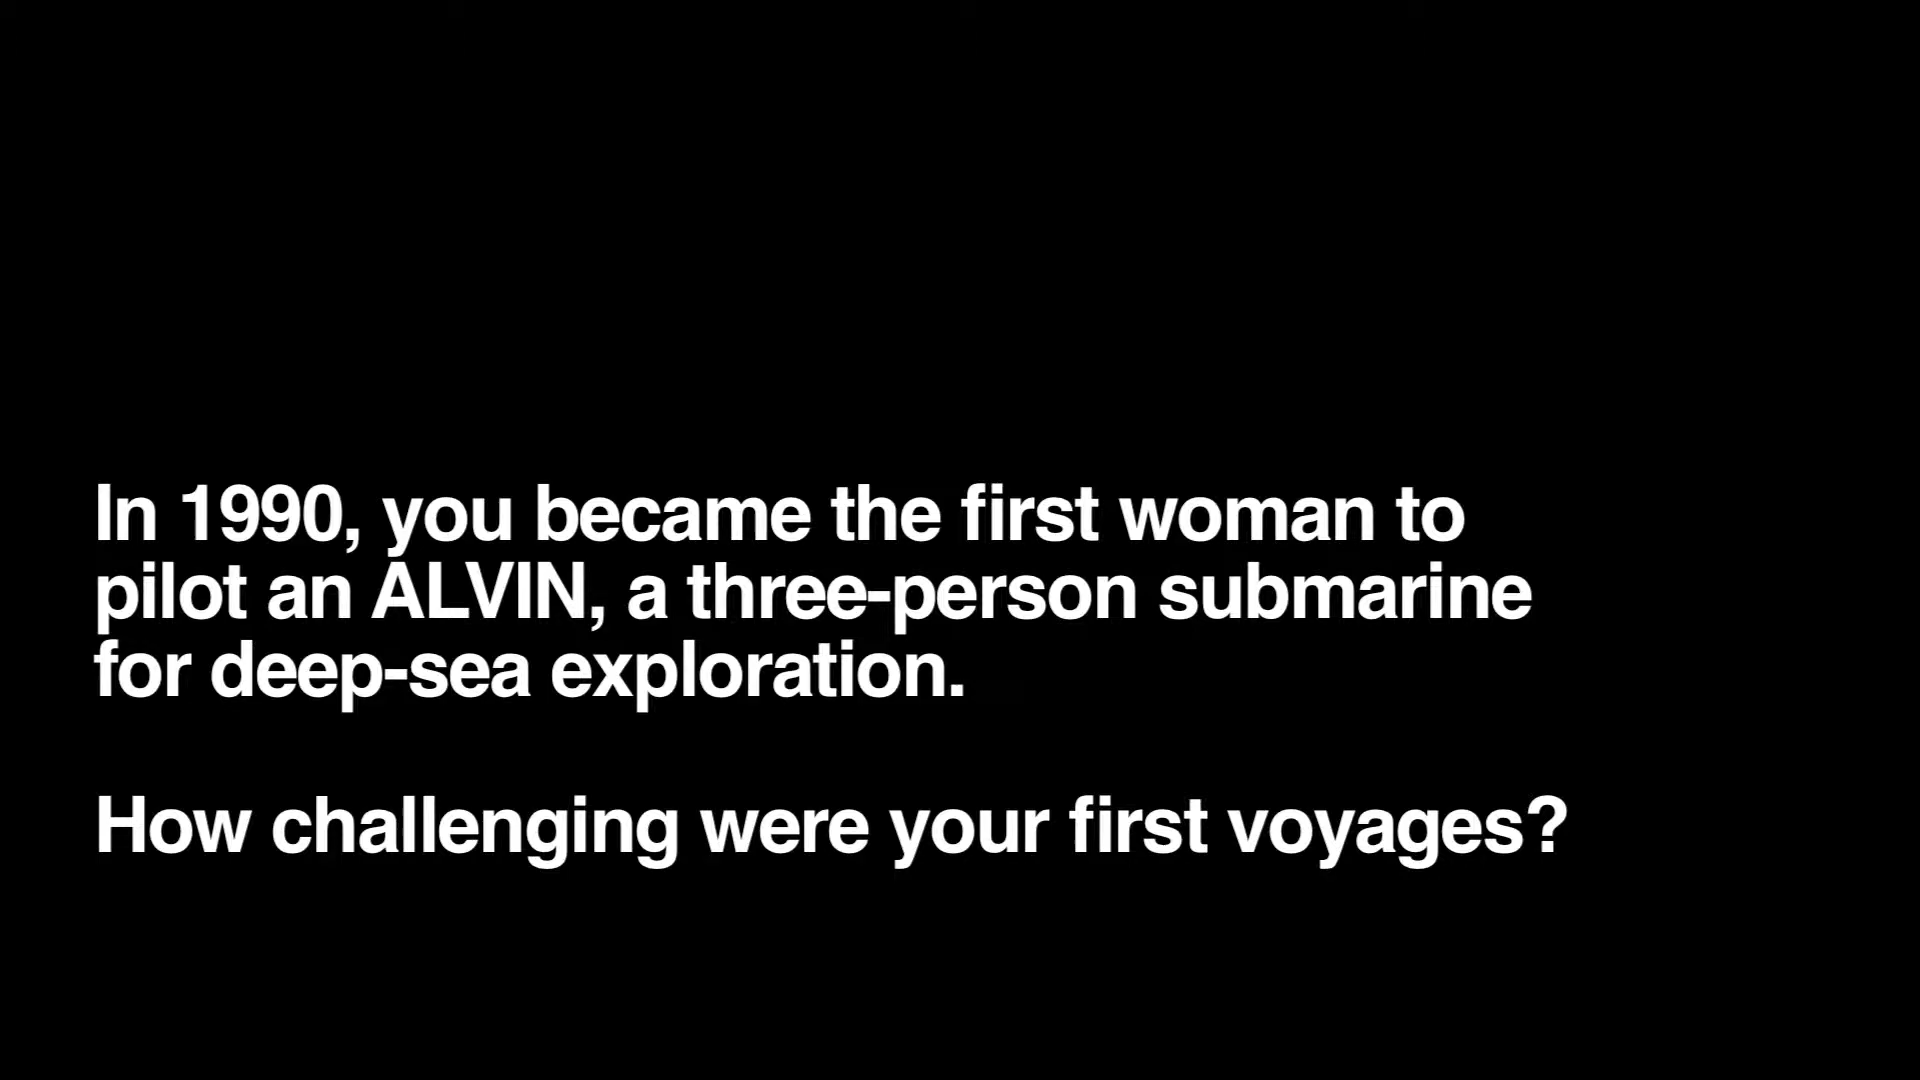 In 1990, you became the first woman to
pilot an ALVIN, a three-person submarine
for deep-sea exploration.
How challenging were your first voyages?